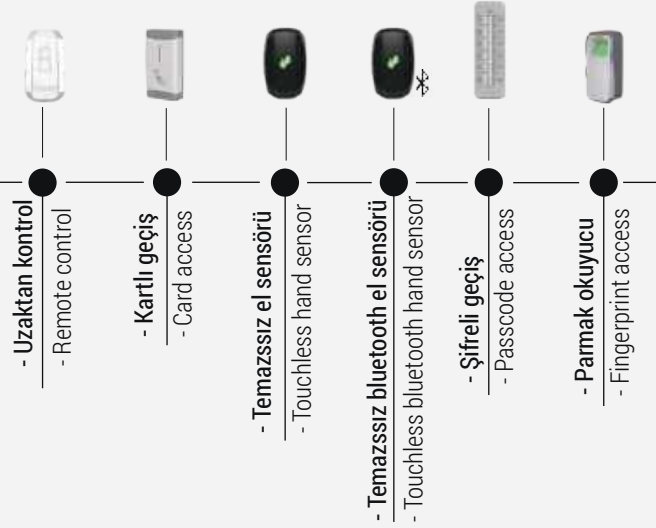 - Uzaktan kontrol
- Remote control
- Kartlı geçiş
- Card access
- Temazssız el sensörü
- Touchless hand sensor
- Temazssız bluetooth el sensörü
- Touchless bluetooth hand sensor
- Şifreli geçiş
- Passcode access
- Parmak okuyucu
- Fingerprint access